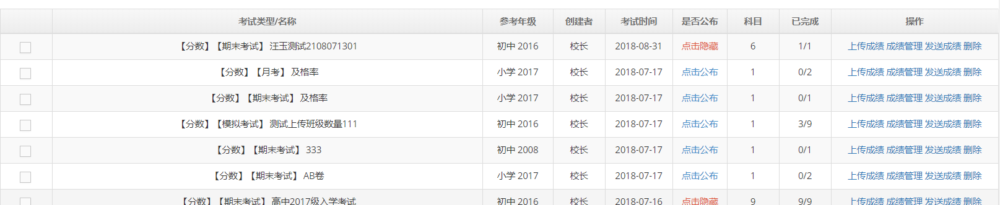 考试类型/名称 参考年级 创建者 考试时间 是否公布 科目 已完成 操作
【分数】【期末考试】 汪玉测试2108071301 初中 2016 校长 2018-08-31 点击隐藏 6 1/1 上传成绩 成绩管理 发送成绩 删除
【分数】【月考】 及格率 小学 2017 校长 2018-07-17 点击公布 1 0/2 上传成绩 成绩管理 发送成绩 删除
【分数】【期末考试】 及格率 小学 2017 校长 2018-07-17 点击公布 1 0/1 上传成绩 成绩管理 发送成绩 删除
【分数】【模拟考试】 测试上传班级数量111 初中 2016 校长 2018-07-17 点击公布 1 3/9 上传成绩 成绩管理 发送成绩 删除
【分数】【期末考试】 333 初中 2008 校长 2018-07-17 点击公布 1 0/1 上传成绩 成绩管理 发送成绩 删除
【分数】【期末考试】 AB卷 小学 2017 校长 2018-07-17 点击公布 1 0/2 上传成绩 成绩管理 发送成绩 删除
【分数】【期末考试】 高中2017级入学考试 初中 2016 校长 2018-07-16 点击隐藏 9 9/9 上传成绩 成绩管理 发送成绩 删除